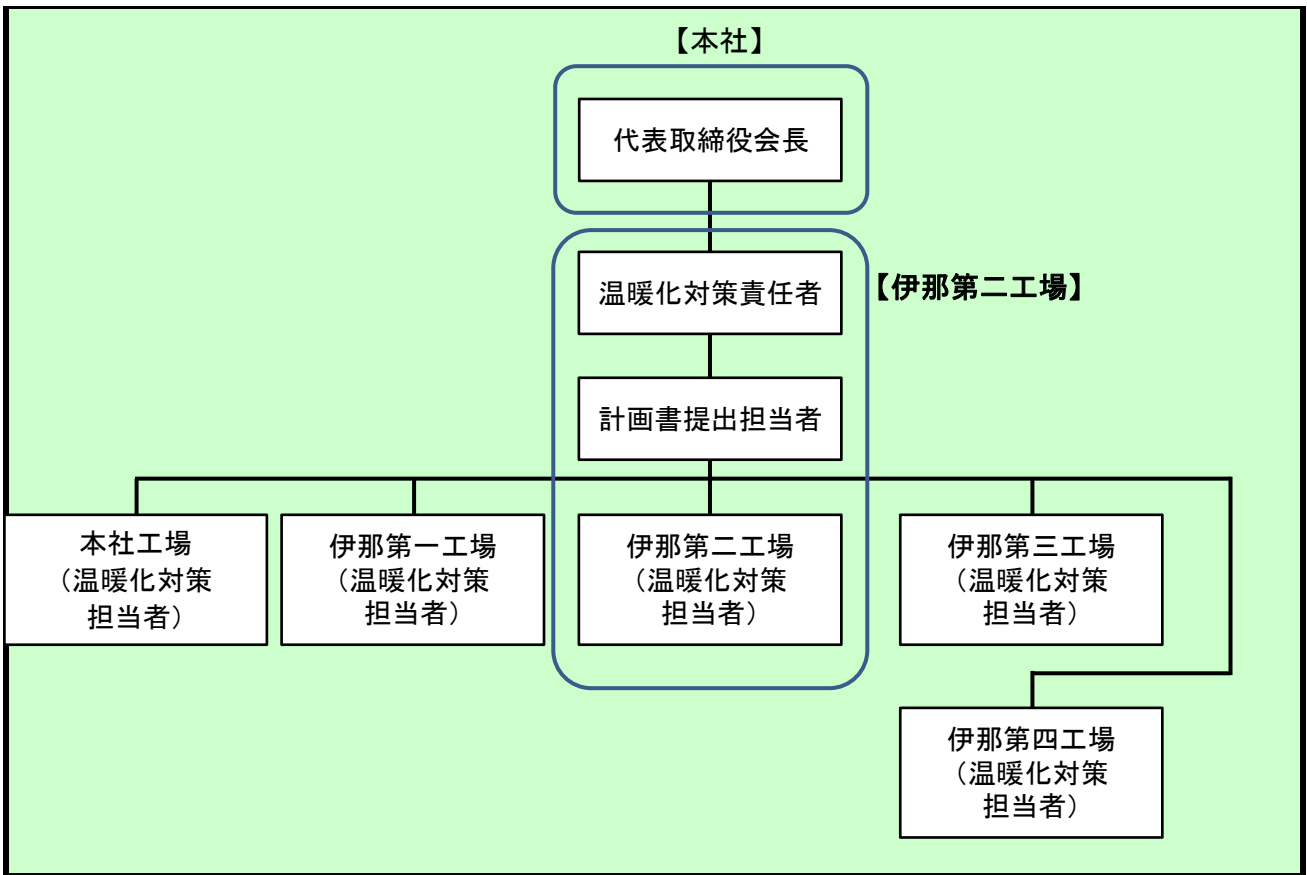 【本社】
代表取締役会長
温暖化対策責任者
【伊那第二工場】
計画書提出担当者
本社工場
（温暖化対策
担当者）
伊那第一工場
（温暖化対策
担当者）
伊那第二工場
（温暖化対策
担当者）
伊那第三工場
（温暖化対策
担当者）
伊那第四工場
（温暖化対策
担当者）